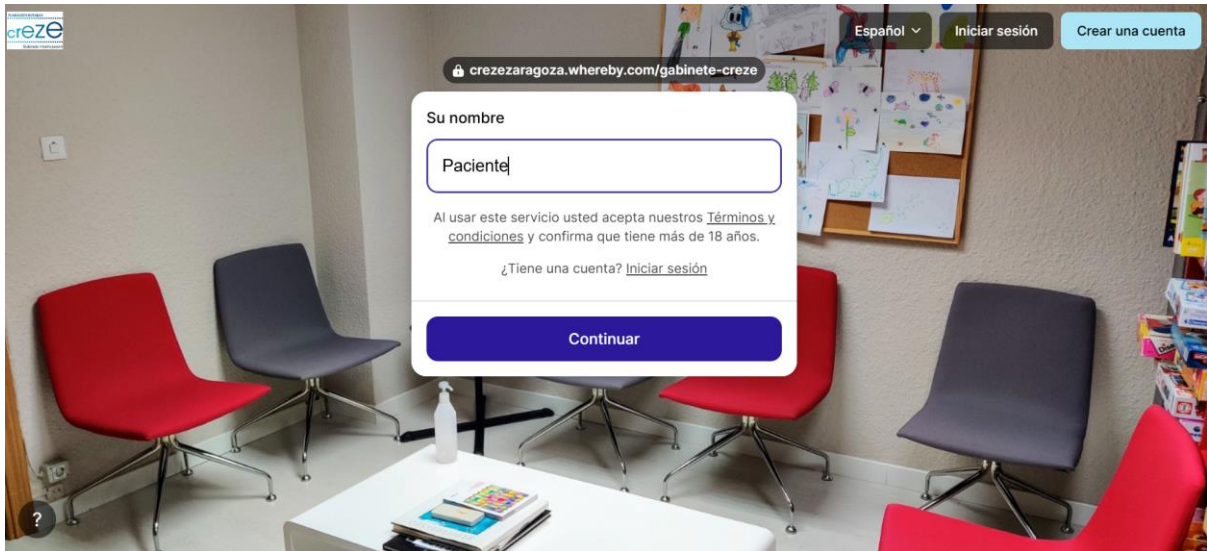 creze
Español
Iniciar sesión
Crear una cuenta
crezezaragoza.whereby.com/gabinete-creze
Su nombre
Paciente
Al usar este servicio usted acepta nuestros Términos y
condiciones y confirma que tiene más de 18 años.
¿Tiene una cuenta? Iniciar sesión
Continuar
?